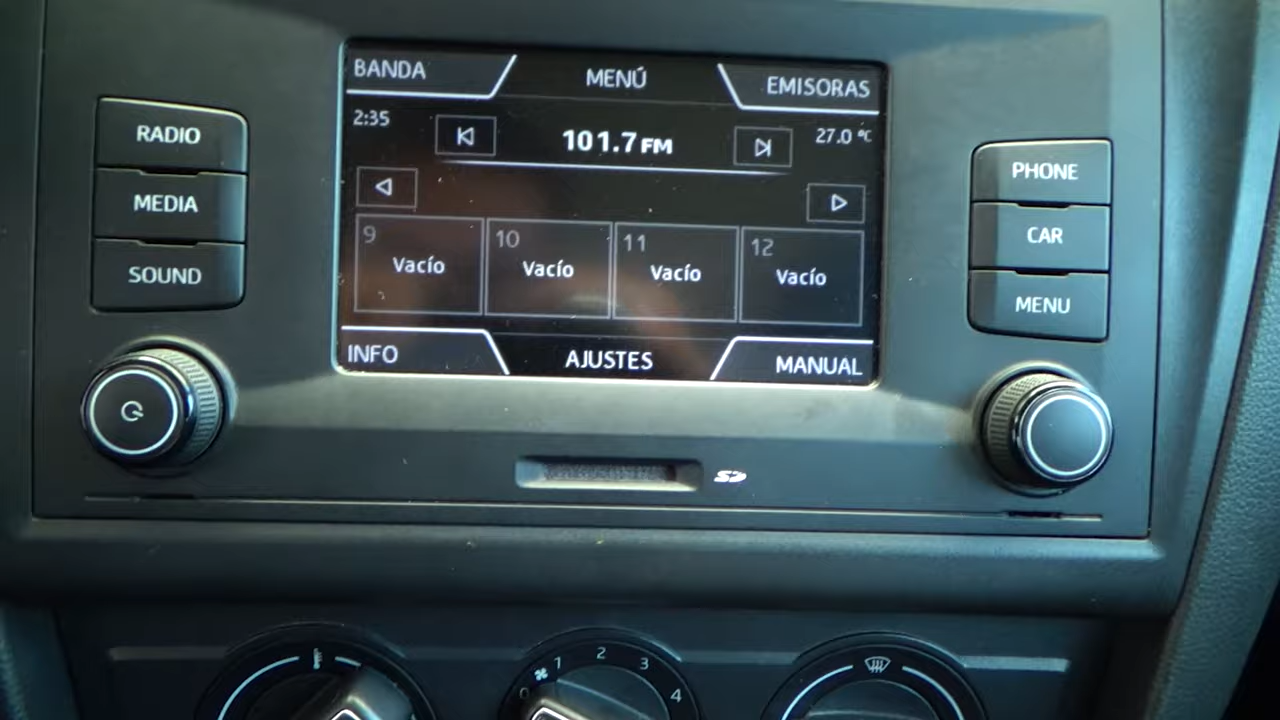 BANDA
MENÚ
EMISORAS
2:35
101.7 FM
27.0 °C
9
Vacío
10
Vacío
11
Vacío
12
Vacío
INFO
AJUSTES
MANUAL
RADIO
MEDIA
SOUND
PHONE
CAR
MENU
SD
0 1 2 3 4